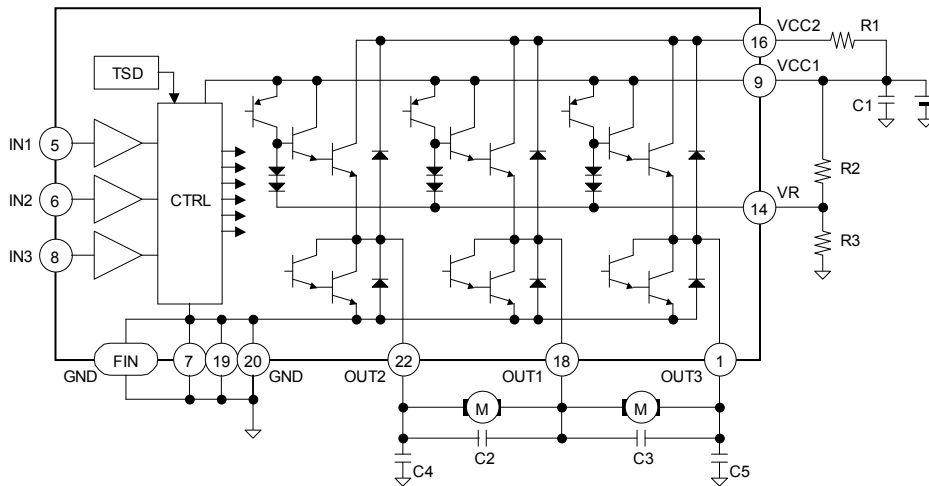 VCC2
R1
16
TSD
VCC1
9
C1
IN1
5
R2
IN2
6
CTRL
14
VR
IN3
8
R3
FIN
7
19
20
22
18
1
GND
GND
OUT2
OUT1
OUT3
M
M
C2
C3
C4
C5